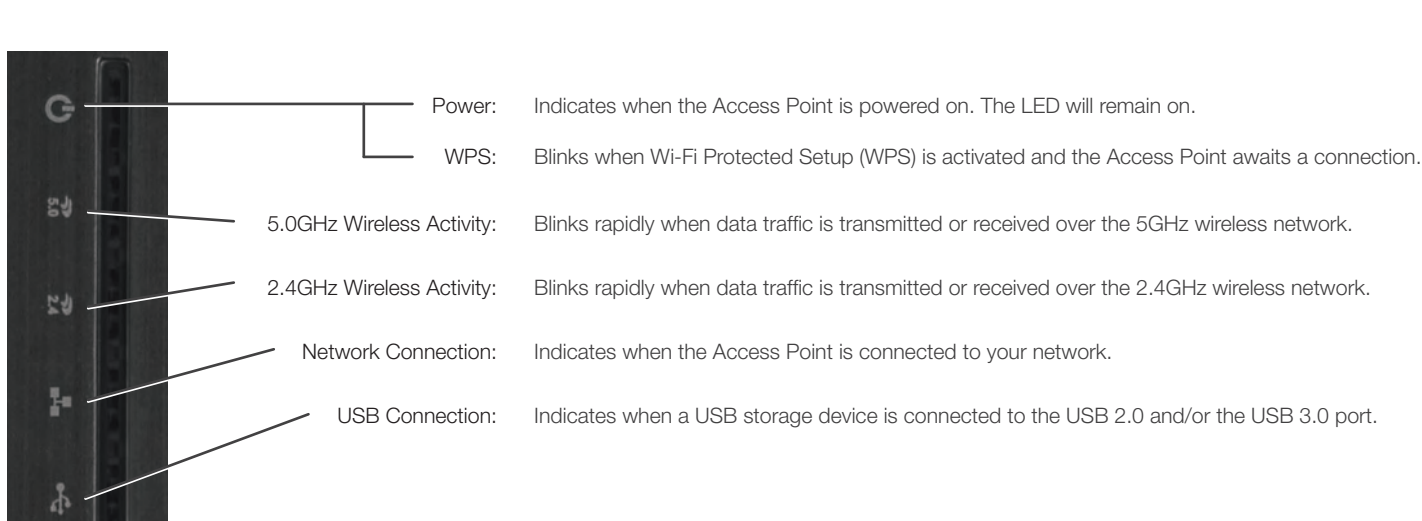 Power: Indicates when the Access Point is powered on. The LED will remain on.
WPS: Blinks when Wi-Fi Protected Setup (WPS) is activated and the Access Point awaits a connection.
5.0
5.0GHz Wireless Activity: Blinks rapidly when data traffic is transmitted or received over the 5GHz wireless network.
2.4
2.4GHz Wireless Activity: Blinks rapidly when data traffic is transmitted or received over the 2.4GHz wireless network.
Network Connection: Indicates when the Access Point is connected to your network.
USB Connection: Indicates when a USB storage device is connected to the USB 2.0 and/or the USB 3.0 port.